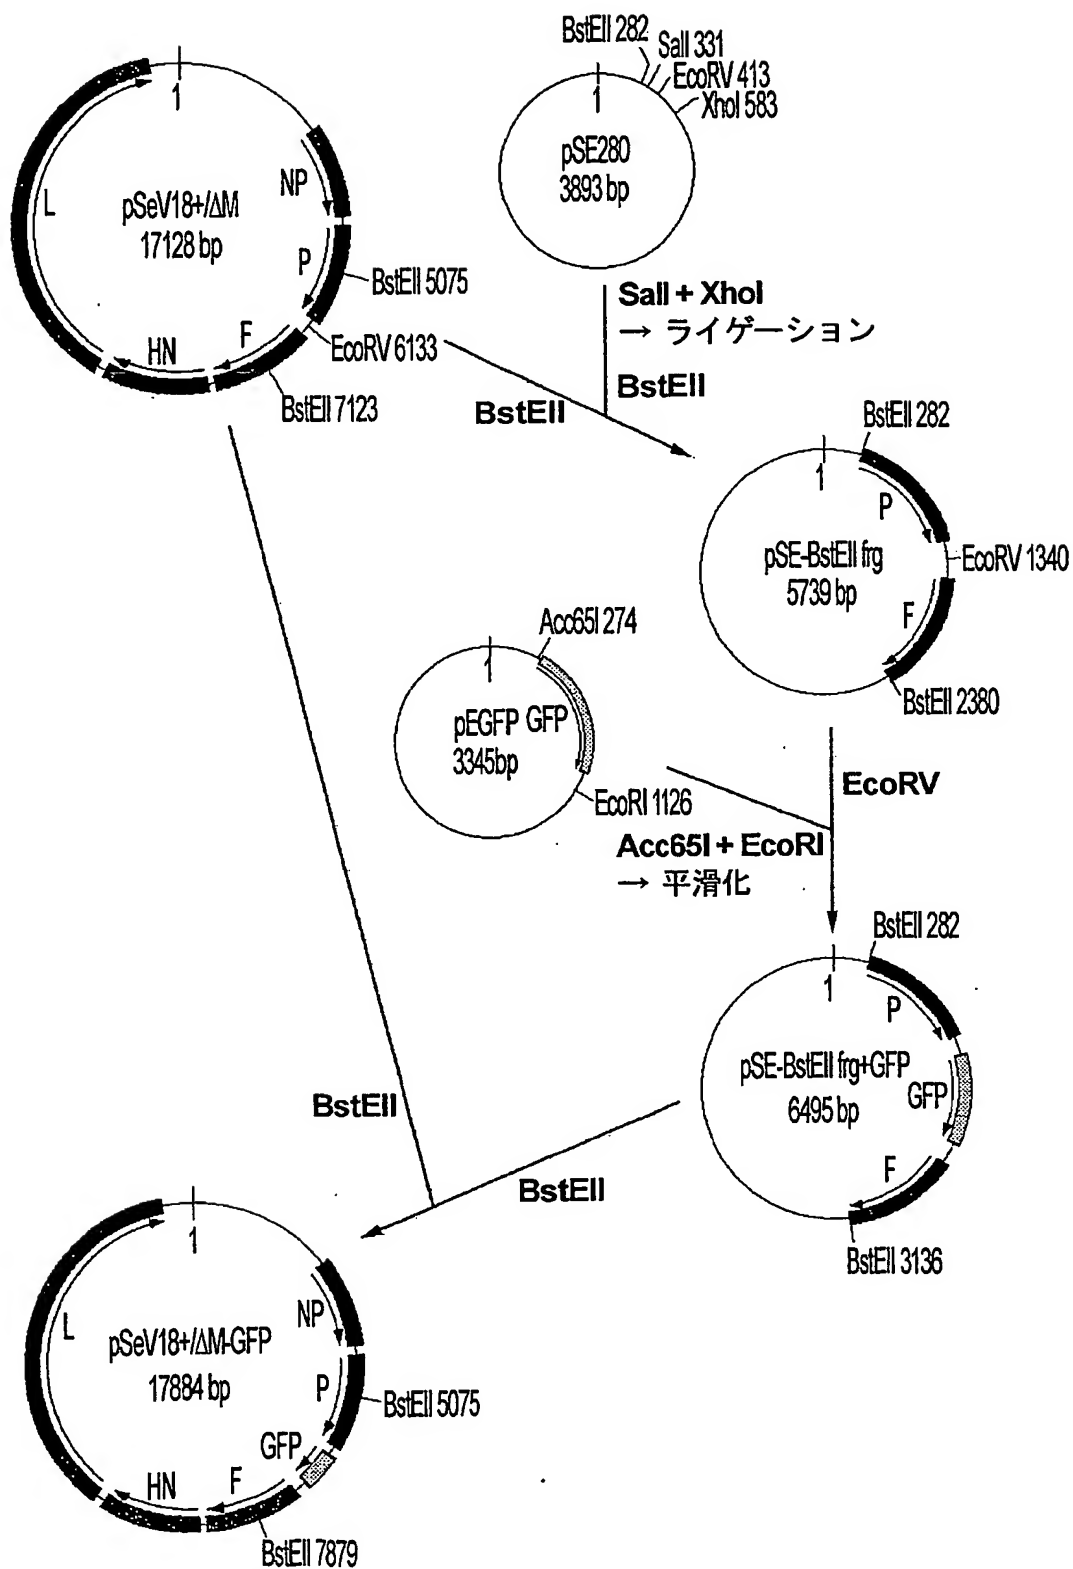 BstEII 282
SalI 331
EcoRV 413
XhoI 583
1
pSE280
3893 bp
1
L
NP
pSeV18+/ΔM
17128 bp
P
BstEII 5075
F
HN
EcoRV 6133
BstEII 7123
SalI + XhoI
→ ライゲーション
BstEII
BstEII
BstEII 282
1
P
pSE-BstEII frg
5739 bp
EcoRV 1340
F
BstEII 2380
Acc65I 274
1
pEGFP GFP
3345bp
EcoRI 1126
EcoRV
Acc65I + EcoRI
→ 平滑化
BstEII 282
1
P
pSE-BstEII frg+GFP
6495 bp
GFP
F
BstEII 3136
BstEII
BstEII
1
L
NP
pSeV18+/ΔM-GFP
17884 bp
P
BstEII 5075
GFP
F
HN
BstEII 7879